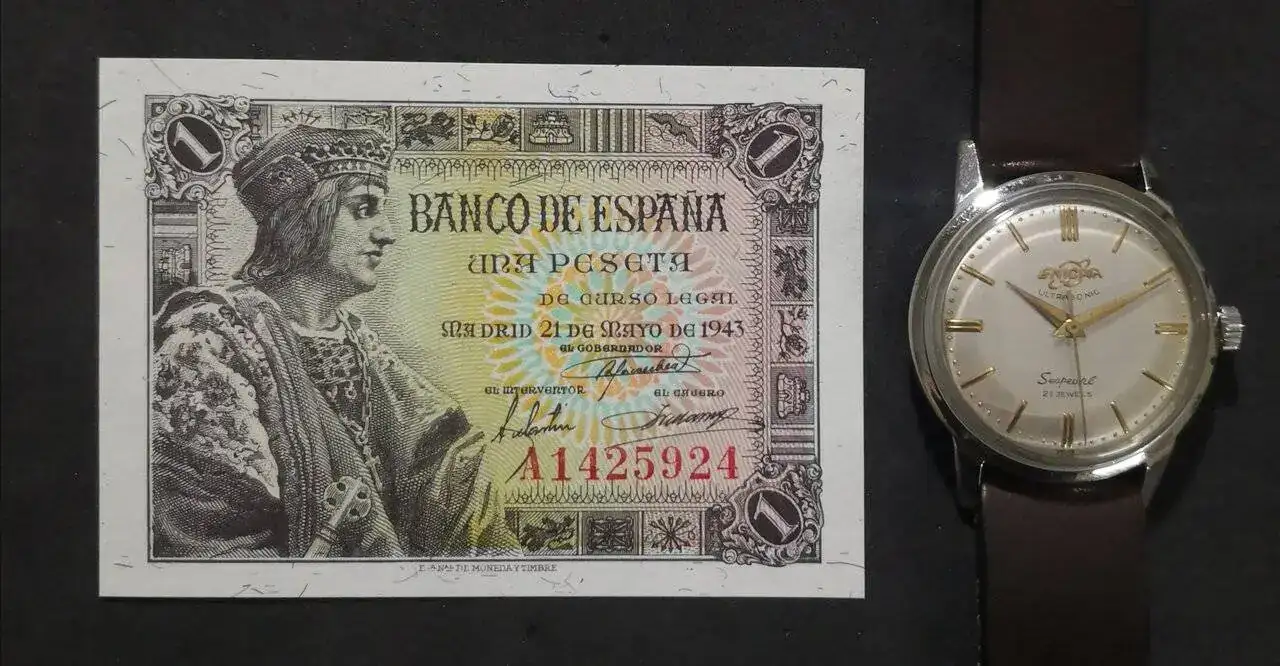 1
1
BANCO DE ESPAÑA
UNA PESETA
DE CURSO LEGAL
MADRID 21 DE MAYO DE 1943
EL GOBERNADOR
EL INTERVENTOR EL CAJERO
A1425924
1
DE MONEDA Y TIMBRE
ENICAR
ULTRASONIC
Seapearl
21 JEWELS